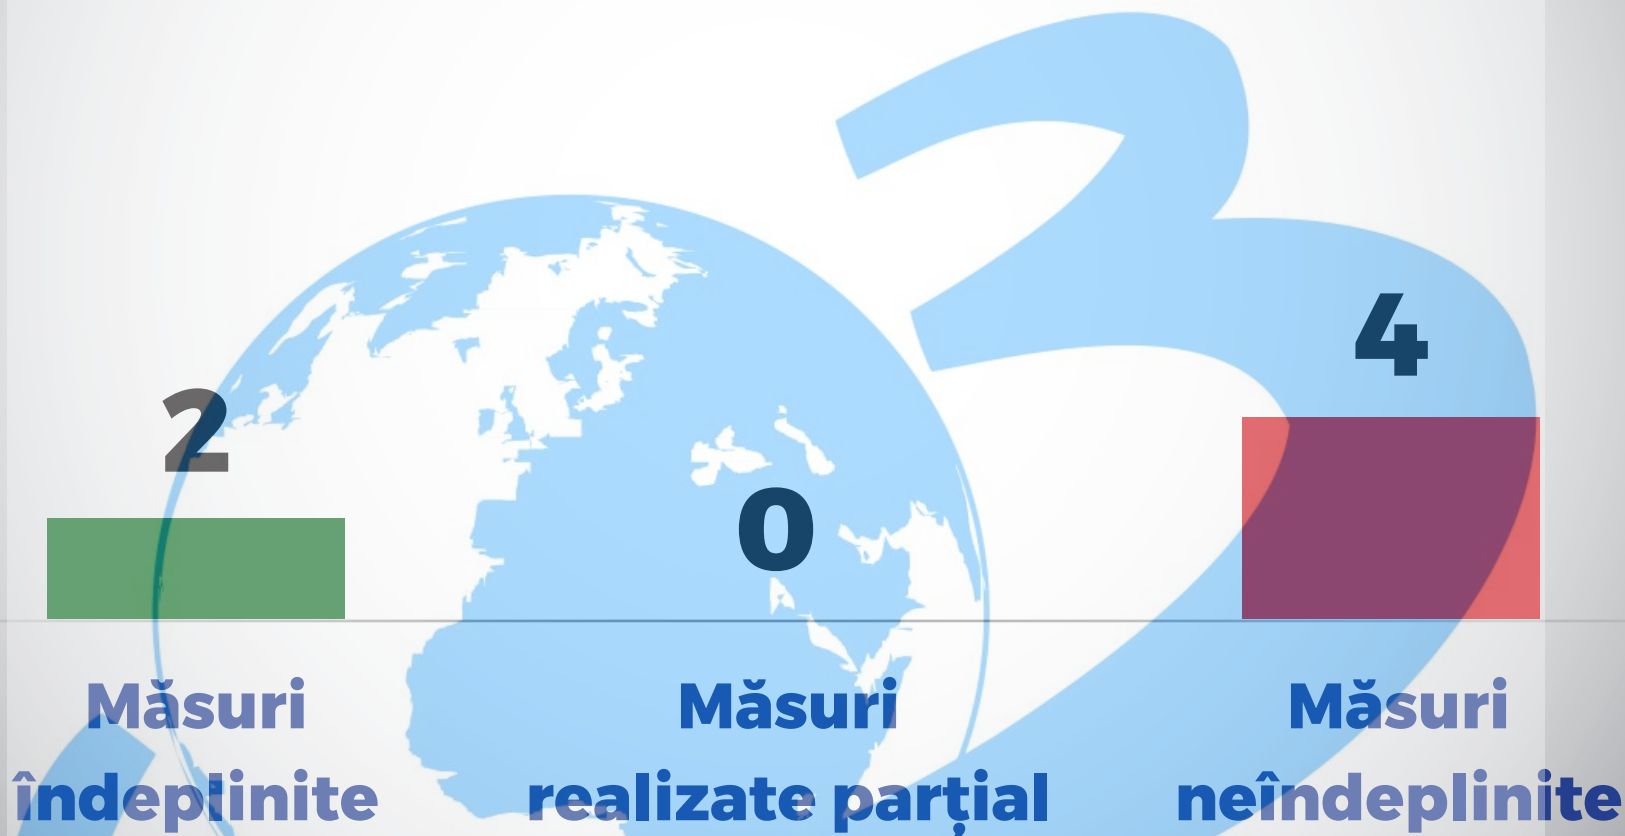 2
0
4
Măsuri
îndeplinite
Măsuri
realizate parțial
Măsuri
neîndeplinite